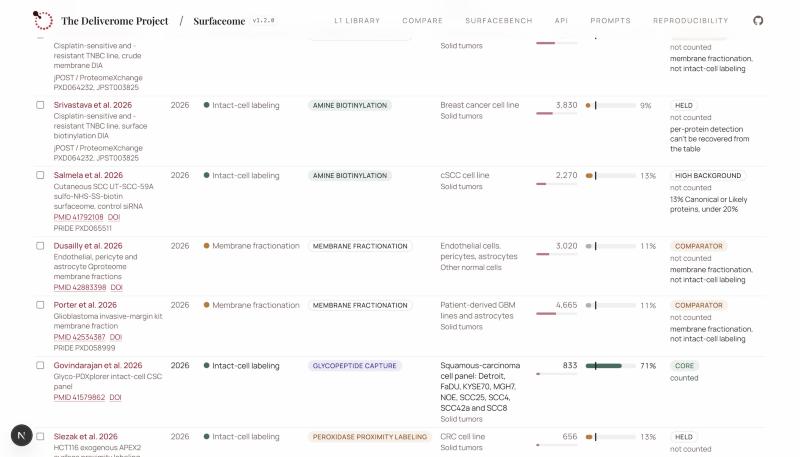 The Deliverome Project / Surfaceome v1.2.0 L1 LIBRARY COMPARE SURFACEBENCH API PROMPTS REPRODUCIBILITY
Cisplatin-sensitive and -
resistant TNBC line, crude
membrane DIA
jPOST / ProteomeXchange
PXD064232, JPST003825
Solid tumors
not counted
membrane fractionation,
not intact-cell labeling
Srivastava et al. 2026
Cisplatin-sensitive and -
resistant TNBC line, surface
biotinylation DIA
jPOST / ProteomeXchange
PXD064232, JPST003825
2026
Intact-cell labeling
AMINE BIOTINYLATION
Breast cancer cell line
Solid tumors
3,830
9%
HELD
not counted
per-protein detection
can't be recovered from
the table
Salmela et al. 2026
Cutaneous SCC UT-SCC-59A
sulfo-NHS-SS-biotin
surfaceome, control siRNA
PMID 41792108 DOI
PRIDE PXD065511
2026
Intact-cell labeling
AMINE BIOTINYLATION
cSCC cell line
Solid tumors
2,270
13%
HIGH BACKGROUND
not counted
13% Canonical or Likely
proteins, under 20%
Dusailly et al. 2026
Endothelial, pericyte and
astrocyte Qproteome
membrane fractions
PMID 42883398 DOI
2026
Membrane fractionation
MEMBRANE FRACTIONATION
Endothelial cells,
pericytes, astrocytes
Other normal cells
3,020
11%
COMPARATOR
not counted
membrane fractionation,
not intact-cell labeling
Porter et al. 2026
Glioblastoma invasive-margin kit
membrane fraction
PMID 42534387 DOI
PRIDE PXD058999
2026
Membrane fractionation
MEMBRANE FRACTIONATION
Patient-derived GBM
lines and astrocytes
Solid tumors
4,665
11%
COMPARATOR
not counted
membrane fractionation,
not intact-cell labeling
Govindarajan et al. 2026
Glyco-PDXplorer intact-cell CSC
panel
PMID 41579862 DOI
2026
Intact-cell labeling
GLYCOPEPTIDE CAPTURE
Squamous-carcinoma
cell panel: Detroit,
FaDU, KYSE70, MGH7,
NOE, SCC25, SCC4,
SCC42a and SCC8
Solid tumors
833
71%
CORE
counted
N
Slezak et al. 2026
HCT116 exogenous APEX2
2026
Intact-cell labeling
PEROXIDASE PROXIMITY LABELING
CRC cell line
Solid tumors
656
13%
HELD
not counted